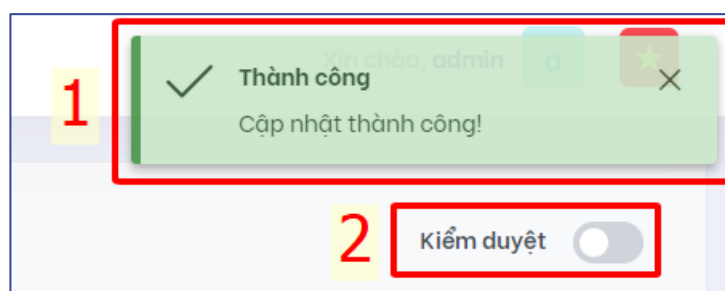 Xin chào, admin
a
1
Thành công
Cập nhật thành công!
2
Kiểm duyệt